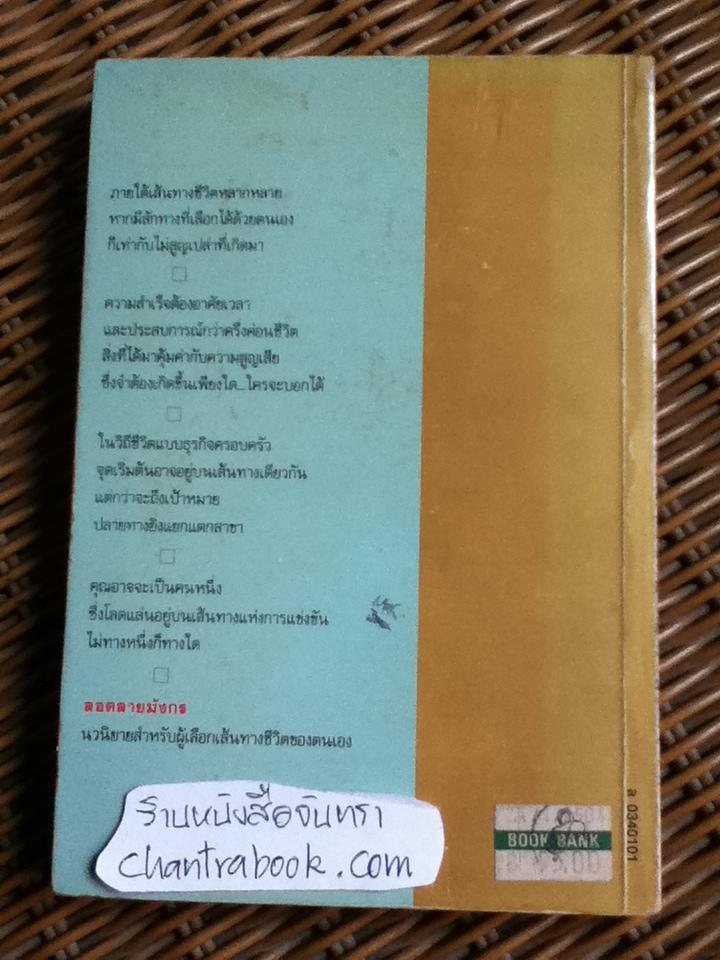 ภายใต้เส้นทางชีวิตหลากหลาย
หากมีสักทางที่เลือกได้ด้วยตนเอง
ก็เท่ากับไม่สูญเปล่าที่เกิดมา
ความสำเร็จต้องอาศัยเวลา
และประสบการณ์กว่าครึ่งค่อนชีวิต
สิ่งที่ได้มาคุ้มค่ากับความสูญเสีย
ซึ่งจำต้องเกิดขึ้นเพียงใด...ใครจะบอกได้
ในวิถีชีวิตแบบธุรกิจครอบครัว
จุดเริ่มต้นอาจอยู่บนเส้นทางเดียวกัน
แต่กว่าจะถึงเป้าหมาย
ปลายทางยิ่งแยกแตกสาขา
คุณอาจจะเป็นคนหนึ่ง
ซึ่งโลดแล่นอยู่บนเส้นทางแห่งการแข่งขัน
ไม่ทางหนึ่งก็ทางใด
ลอดลายมังกร
นวนิยายสำหรับผู้เลือกเส้นทางชีวิตของตนเอง
ร้านหนังสือจันทรา
chantrabook.com
BOOK BANK
a 0340101